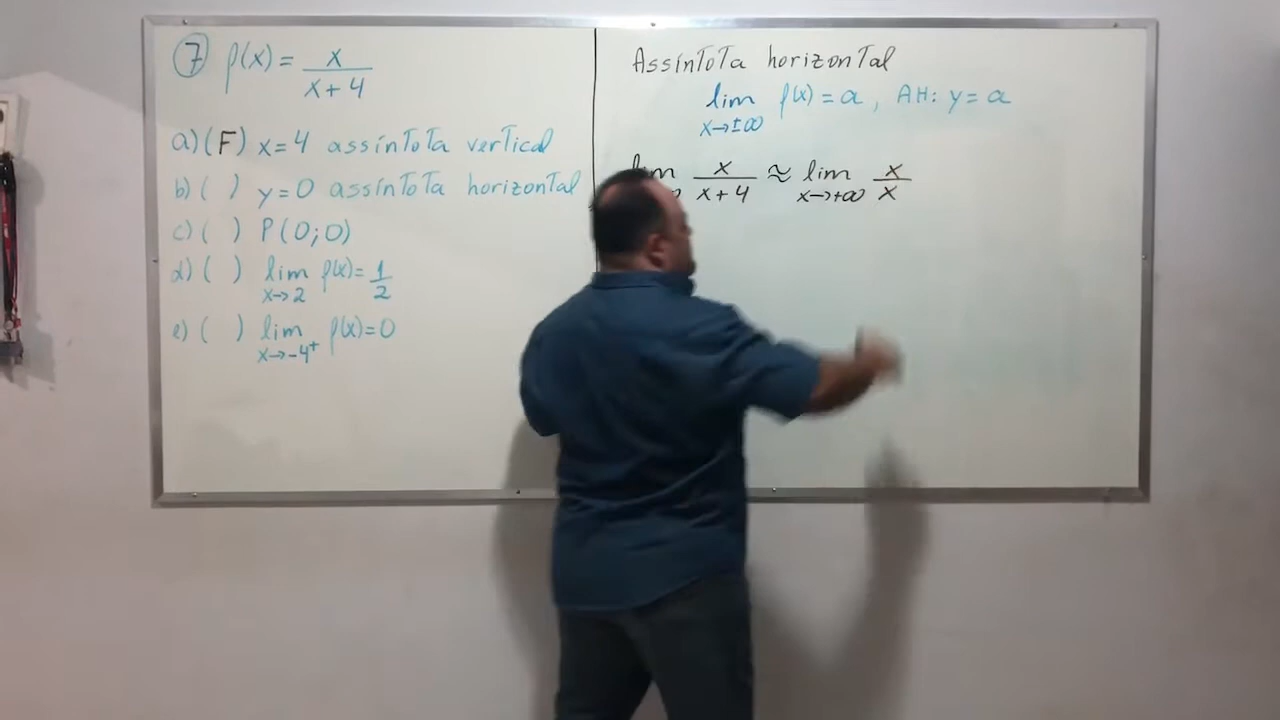 7 f(x) = x/(x+4)
a) (F) x=4 assíntota vertical
b) ( ) y=0 assíntota horizontal
c) ( ) P(0;0)
d) ( ) lim x→2 f(x)=1/2
e) ( ) lim x→-4⁺ f(x)=0
Assíntota horizontal
lim x→±∞ f(x) = a, AH: y = a
x/(x+4) ≈ lim x→+∞ x/x